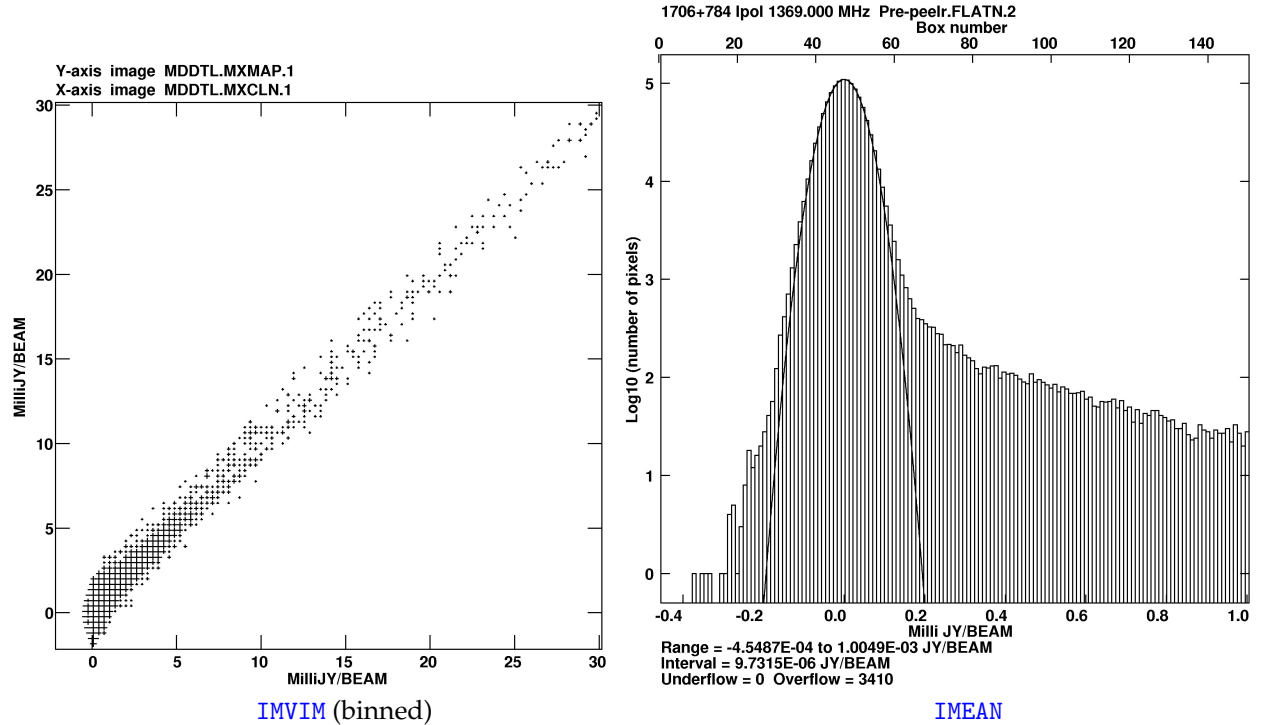 Y-axis image MDDTL.MXMAP.1
X-axis image MDDTL.MXCLN.1
30
25
20
15
10
5
0
MilliJY/BEAM
0 5 10 15 20 25 30
MilliJY/BEAM
IMVIM (binned)
1706+784 Ipol 1369.000 MHz Pre-peelr.FLATN.2
Box number
0 20 40 60 80 100 120 140
5
4
3
2
1
0
Log10 (number of pixels)
-0.4 -0.2 0.0 0.2 0.4 0.6 0.8 1.0
Milli JY/BEAM
Range = -4.5487E-04 to 1.0049E-03 JY/BEAM
Interval = 9.7315E-06 JY/BEAM
Underflow = 0 Overflow = 3410
IMEAN